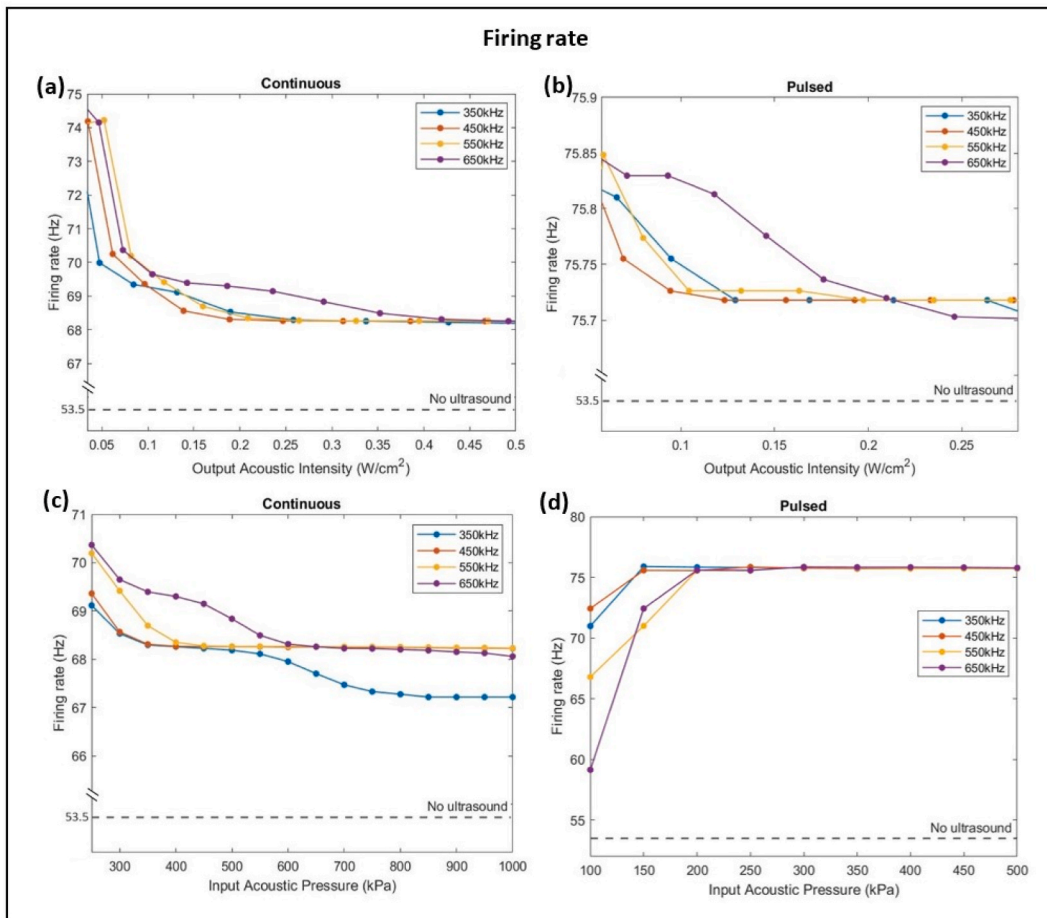 Firing rate
(a)
Continuous
75
74
73
72
71
70
69
68
67
53.5
Firing rate (Hz)
350kHz
450kHz
550kHz
650kHz
No ultrasound
0.05 0.1 0.15 0.2 0.25 0.3 0.35 0.4 0.45 0.5
Output Acoustic Intensity (W/cm²)
(b)
Pulsed
75.9
75.85
75.8
75.75
75.7
53.5
Firing rate (Hz)
350kHz
450kHz
550kHz
650kHz
No ultrasound
0.1 0.15 0.2 0.25
Output Acoustic Intensity (W/cm²)
(c)
Continuous
71
70
69
68
67
66
53.5
Firing rate (Hz)
350kHz
450kHz
550kHz
650kHz
No ultrasound
300 400 500 600 700 800 900 1000
Input Acoustic Pressure (kPa)
(d)
Pulsed
80
75
70
65
60
55
Firing rate (Hz)
350kHz
450kHz
550kHz
650kHz
No ultrasound
100 150 200 250 300 350 400 450 500
Input Acoustic Pressure (kPa)